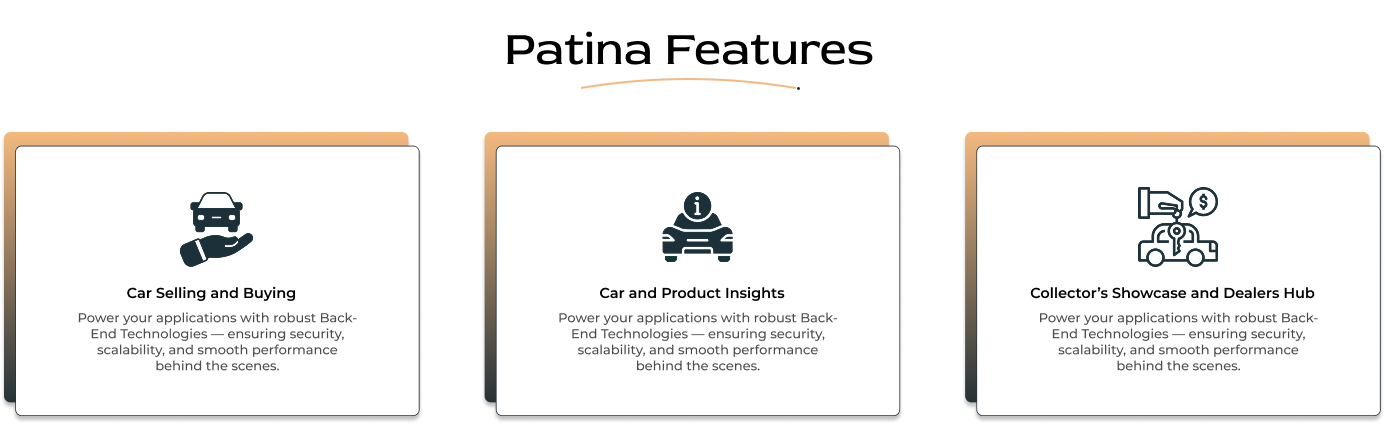 Patina Features
Car Selling and Buying
Power your applications with robust Back-
End Technologies — ensuring security,
scalability, and smooth performance
behind the scenes.
Car and Product Insights
Power your applications with robust Back-
End Technologies — ensuring security,
scalability, and smooth performance
behind the scenes.
$
Collector’s Showcase and Dealers Hub
Power your applications with robust Back-
End Technologies — ensuring security,
scalability, and smooth performance
behind the scenes.